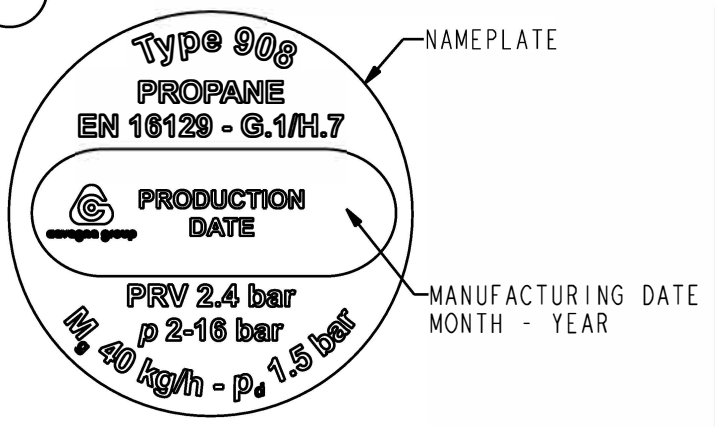 Type 908
PROPANE
EN 16129 - G.1/H.7
cavagna group
PRODUCTION
DATE
PRV 2.4 bar
p 2-16 bar
Mg 40 kg/h - pd 1.5 bar
NAMEPLATE
MANUFACTURING DATE
MONTH - YEAR